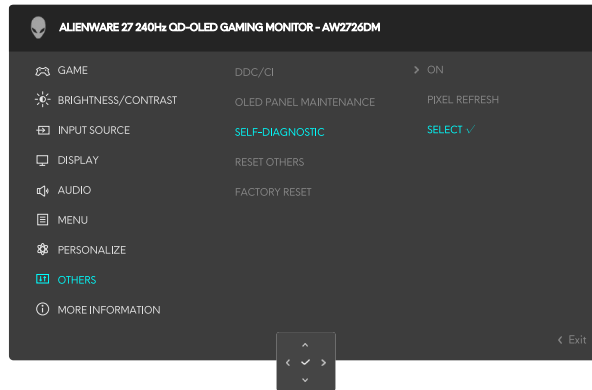 ALIENWARE 27 240Hz QD-OLED GAMING MONITOR - AW2726DM
GAME DDC/CI > ON
BRIGHTNESS/CONTRAST OLED PANEL MAINTENANCE PIXEL REFRESH
INPUT SOURCE SELF-DIAGNOSTIC SELECT ✓
DISPLAY RESET OTHERS
AUDIO FACTORY RESET
MENU
PERSONALIZE
OTHERS
MORE INFORMATION
< Exit